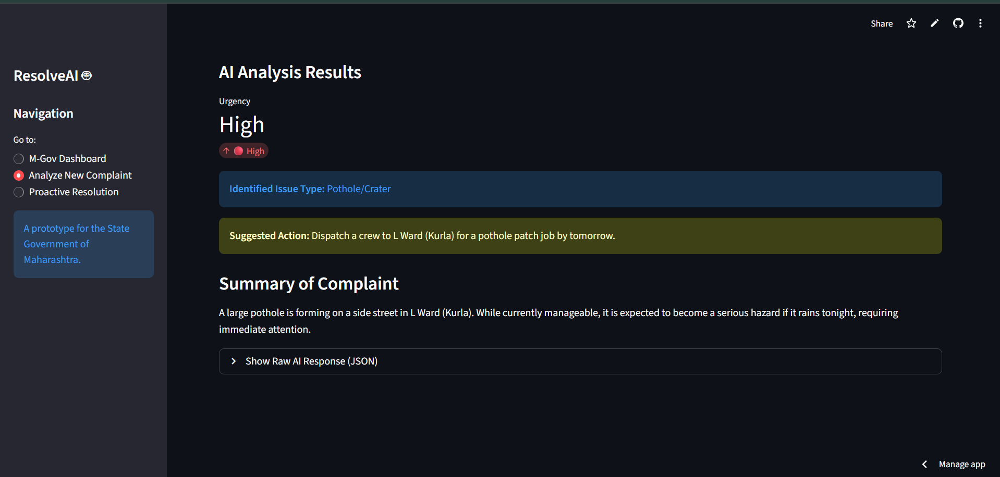 Share
ResolveAI
Navigation
Go to:
M-Gov Dashboard
Analyze New Complaint
Proactive Resolution
A prototype for the State
Government of
Maharashtra.
AI Analysis Results
Urgency
High
High
Identified Issue Type: Pothole/Crater
Suggested Action: Dispatch a crew to L Ward (Kurla) for a pothole patch job by tomorrow.
Summary of Complaint
A large pothole is forming on a side street in L Ward (Kurla). While currently manageable, it is expected to become a serious hazard if it rains tonight, requiring
immediate attention.
Show Raw AI Response (JSON)
Manage app